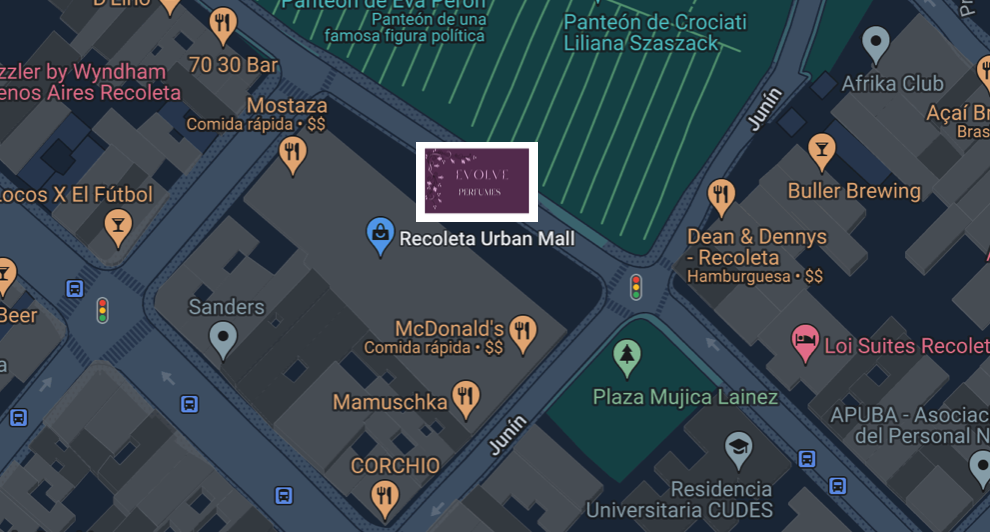 D'Lino
Panteón de Eva Perón
Panteón de una
famosa figura política
Panteón de Crociati
Liliana Szaszack
Afrika Club
70 30 Bar
zzler by Wyndham
enos Aires Recoleta
Mostaza
Comida rápida • $$
Junín
Açaí Br
Bras
EVOLVE
PERFUMES
Locos X El Fútbol
Buller Brewing
Recoleta Urban Mall
Dean & Dennys
- Recoleta
Hamburguesa • $$
Beer
Sanders
McDonald's
Comida rápida • $$
Loi Suites Recolet
Mamuschka
Plaza Mujica Lainez
APUBA - Asociac
del Personal N
Junín
CORCHIO
Residencia
Universitaria CUDES